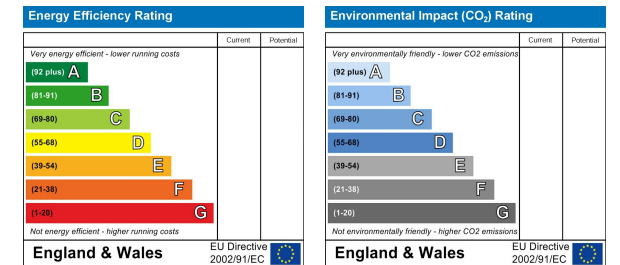 Energy Efficiency Rating
Current Potential
Very energy efficient - lower running costs
(92 plus) A
(81-91) B
(69-80) C
(55-68) D
(39-54) E
(21-38) F
(1-20) G
Not energy efficient - higher running costs
England & Wales
EU Directive
2002/91/EC
Environmental Impact (CO₂) Rating
Current Potential
Very environmentally friendly - lower CO2 emissions
(92 plus) A
(81-91) B
(69-80) C
(55-68) D
(39-54) E
(21-38) F
(1-20) G
Not environmentally friendly - higher CO2 emissions
England & Wales
EU Directive
2002/91/EC